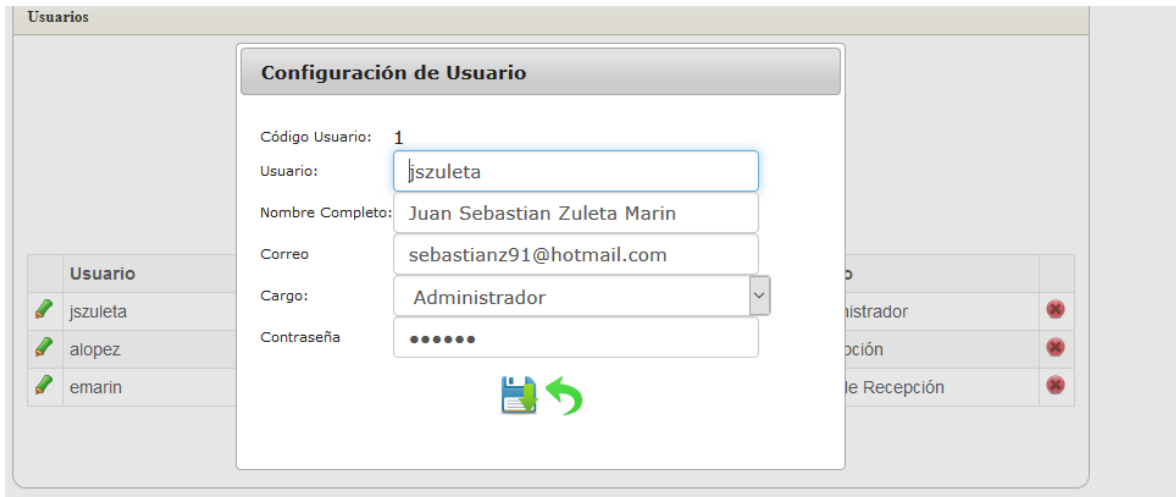 Usuarios
Configuración de Usuario
Código Usuario: 1
Usuario: jszuleta
Nombre Completo: Juan Sebastian Zuleta Marin
Correo sebastianz91@hotmail.com
Cargo: Administrador
Contraseña ••••••
Usuario o
jszuleta nistrador
alopez oción
emarin le Recepción